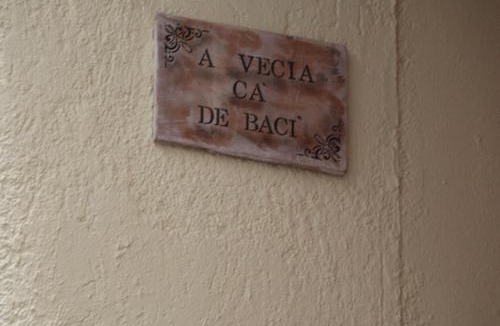 A VECIA
CA'
DE BACI'